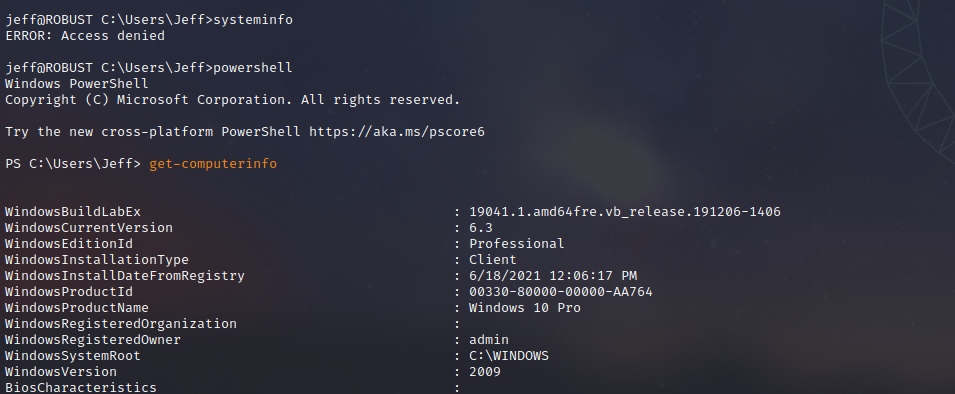 jeff@ROBUST C:\Users\Jeff>systeminfo
ERROR: Access denied
jeff@ROBUST C:\Users\Jeff>powershell
Windows PowerShell
Copyright (C) Microsoft Corporation. All rights reserved.
Try the new cross-platform PowerShell https://aka.ms/pscore6
PS C:\Users\Jeff> get-computerinfo
WindowsBuildLabEx : 19041.1.amd64fre.vb_release.191206-1406
WindowsCurrentVersion : 6.3
WindowsEditionId : Professional
WindowsInstallationType : Client
WindowsInstallDateFromRegistry : 6/18/2021 12:06:17 PM
WindowsProductId : 00330-80000-00000-AA764
WindowsProductName : Windows 10 Pro
WindowsRegisteredOrganization :
WindowsRegisteredOwner : admin
WindowsSystemRoot : C:\WINDOWS
WindowsVersion : 2009
BiosCharacteristics :